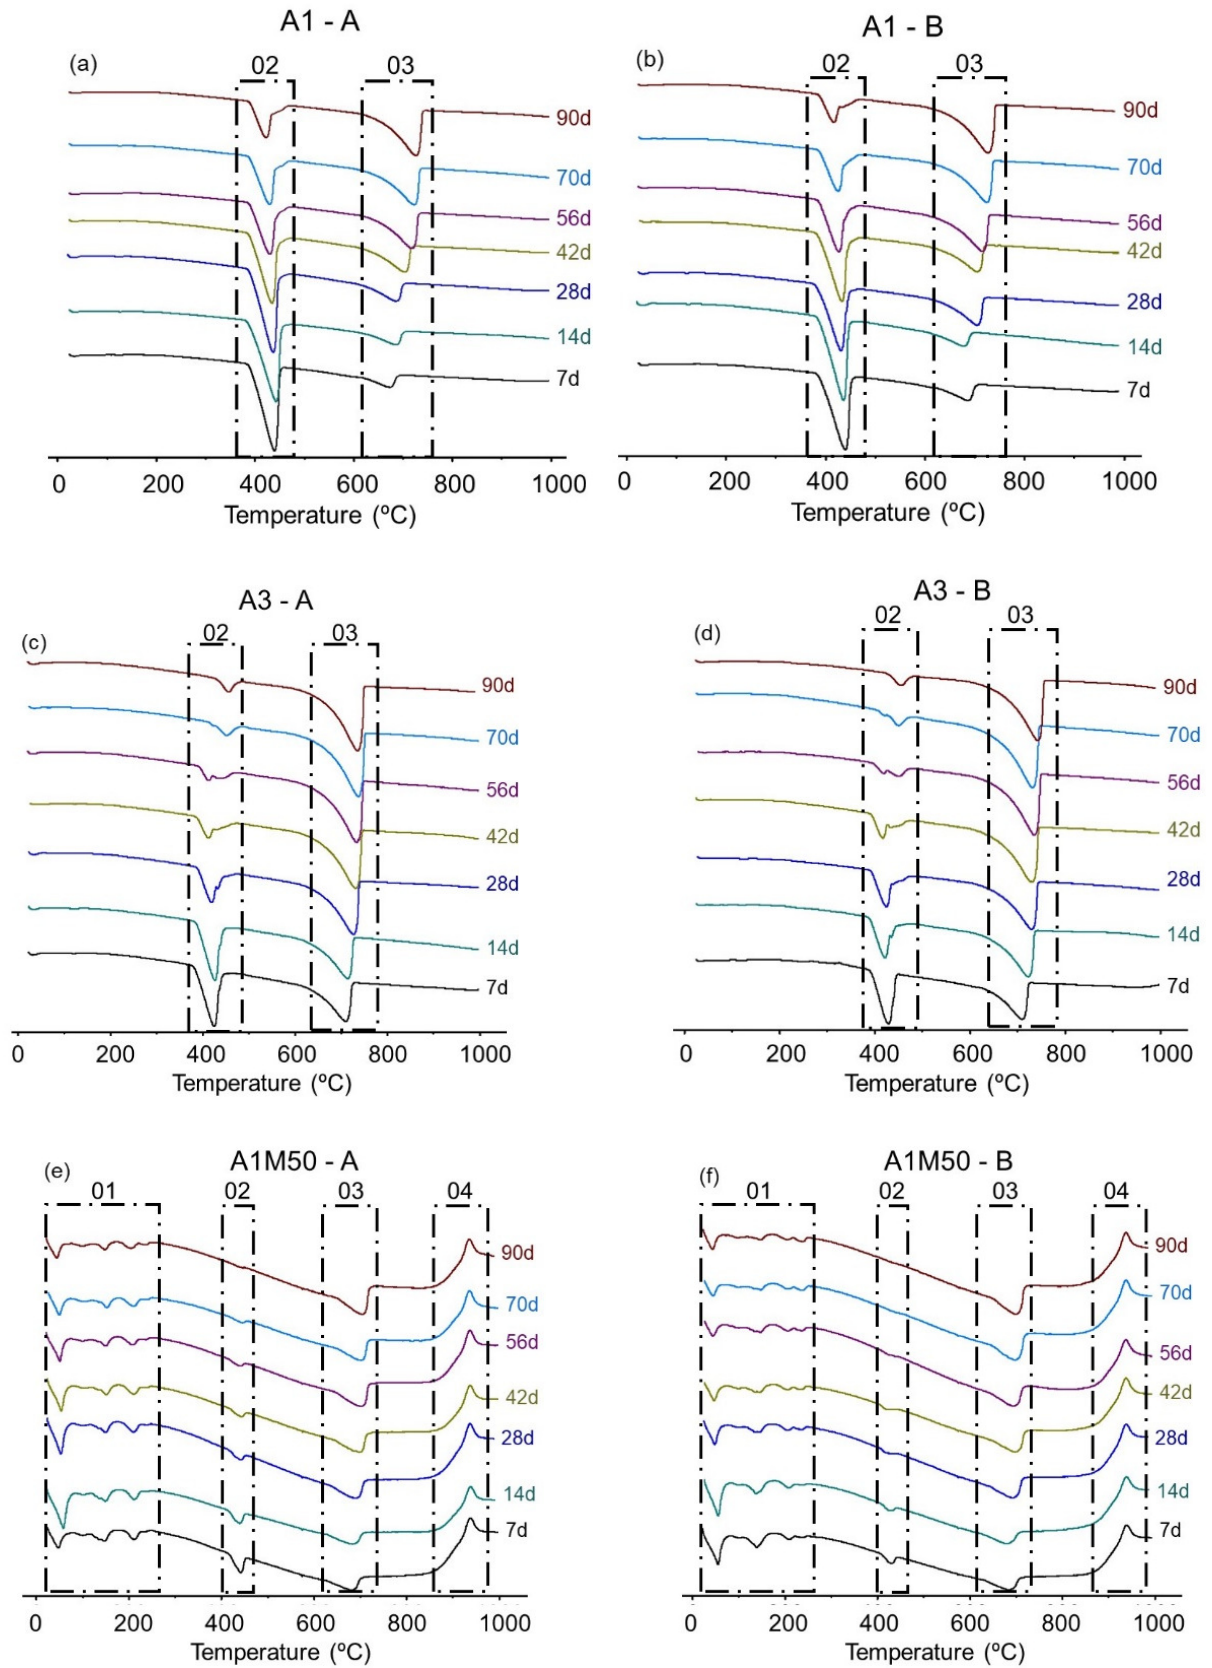 A1 - A
(a)
02
03
90d
70d
56d
42d
28d
14d
7d
0 200 400 600 800 1000
Temperature (ºC)
A1 - B
(b)
02
03
90d
70d
56d
42d
28d
14d
7d
0 200 400 600 800 1000
Temperature (ºC)
A3 - A
(c)
02
03
90d
70d
56d
42d
28d
14d
7d
0 200 400 600 800 1000
Temperature (ºC)
A3 - B
(d)
02
03
90d
70d
56d
42d
28d
14d
7d
0 200 400 600 800 1000
Temperature (ºC)
A1M50 - A
(e)
01
02
03
04
90d
70d
56d
42d
28d
14d
7d
0 200 400 600 800 1000
Temperature (ºC)
A1M50 - B
(f)
01
02
03
04
90d
70d
56d
42d
28d
14d
7d
0 200 400 600 800 1000
Temperature (ºC)